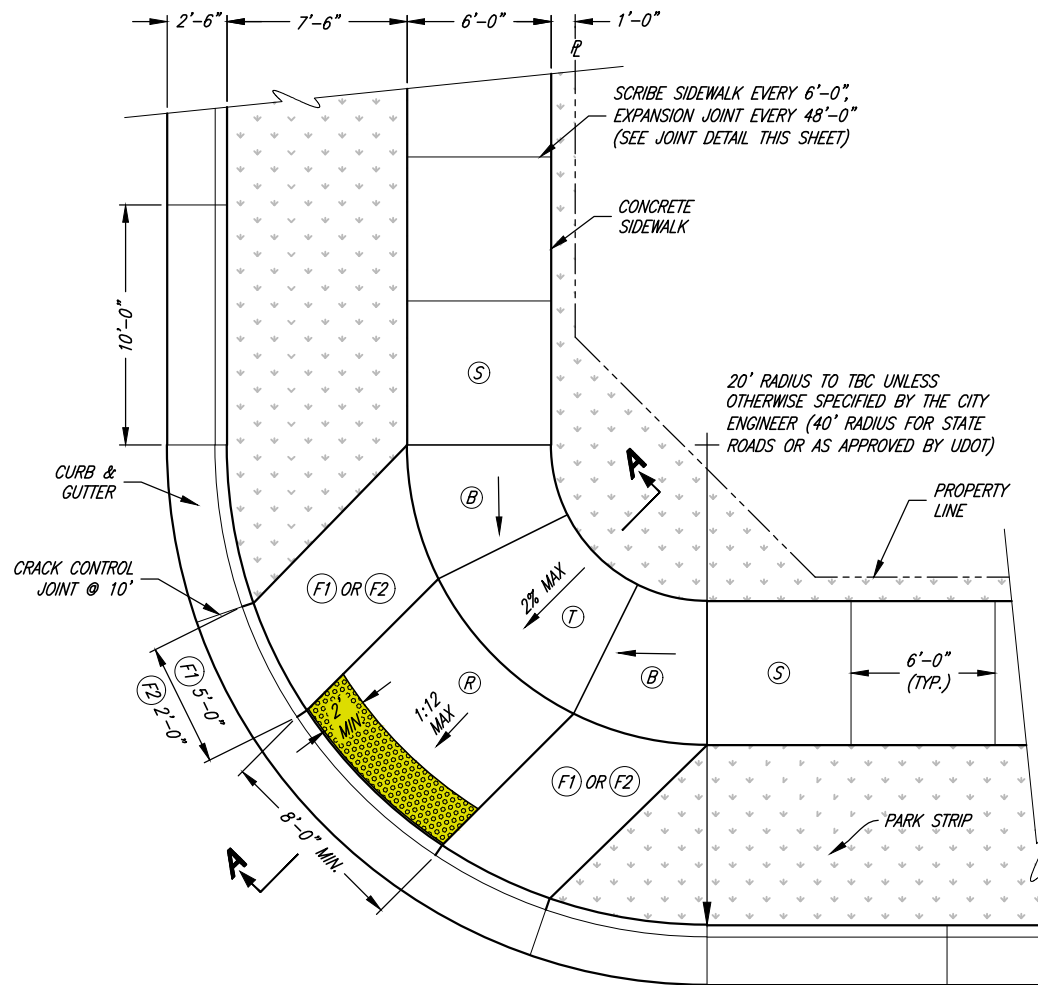 2'-6"
7'-6"
6'-0"
1'-0"
PL
SCRIBE SIDEWALK EVERY 6'-0",
EXPANSION JOINT EVERY 48'-0"
(SEE JOINT DETAIL THIS SHEET)
CONCRETE
SIDEWALK
10'-0"
S
20' RADIUS TO TBC UNLESS
OTHERWISE SPECIFIED BY THE CITY
ENGINEER (40' RADIUS FOR STATE
ROADS OR AS APPROVED BY UDOT)
A
CURB &
GUTTER
B
PROPERTY
LINE
CRACK CONTROL
JOINT @ 10'
F1 OR F2
2% MAX
T
F1 5'-0"
F2 2'-0"
R
B
S
6'-0"
(TYP.)
2'
MIN.
1:12
MAX
F1 OR F2
8'-0" MIN.
PARK STRIP
A